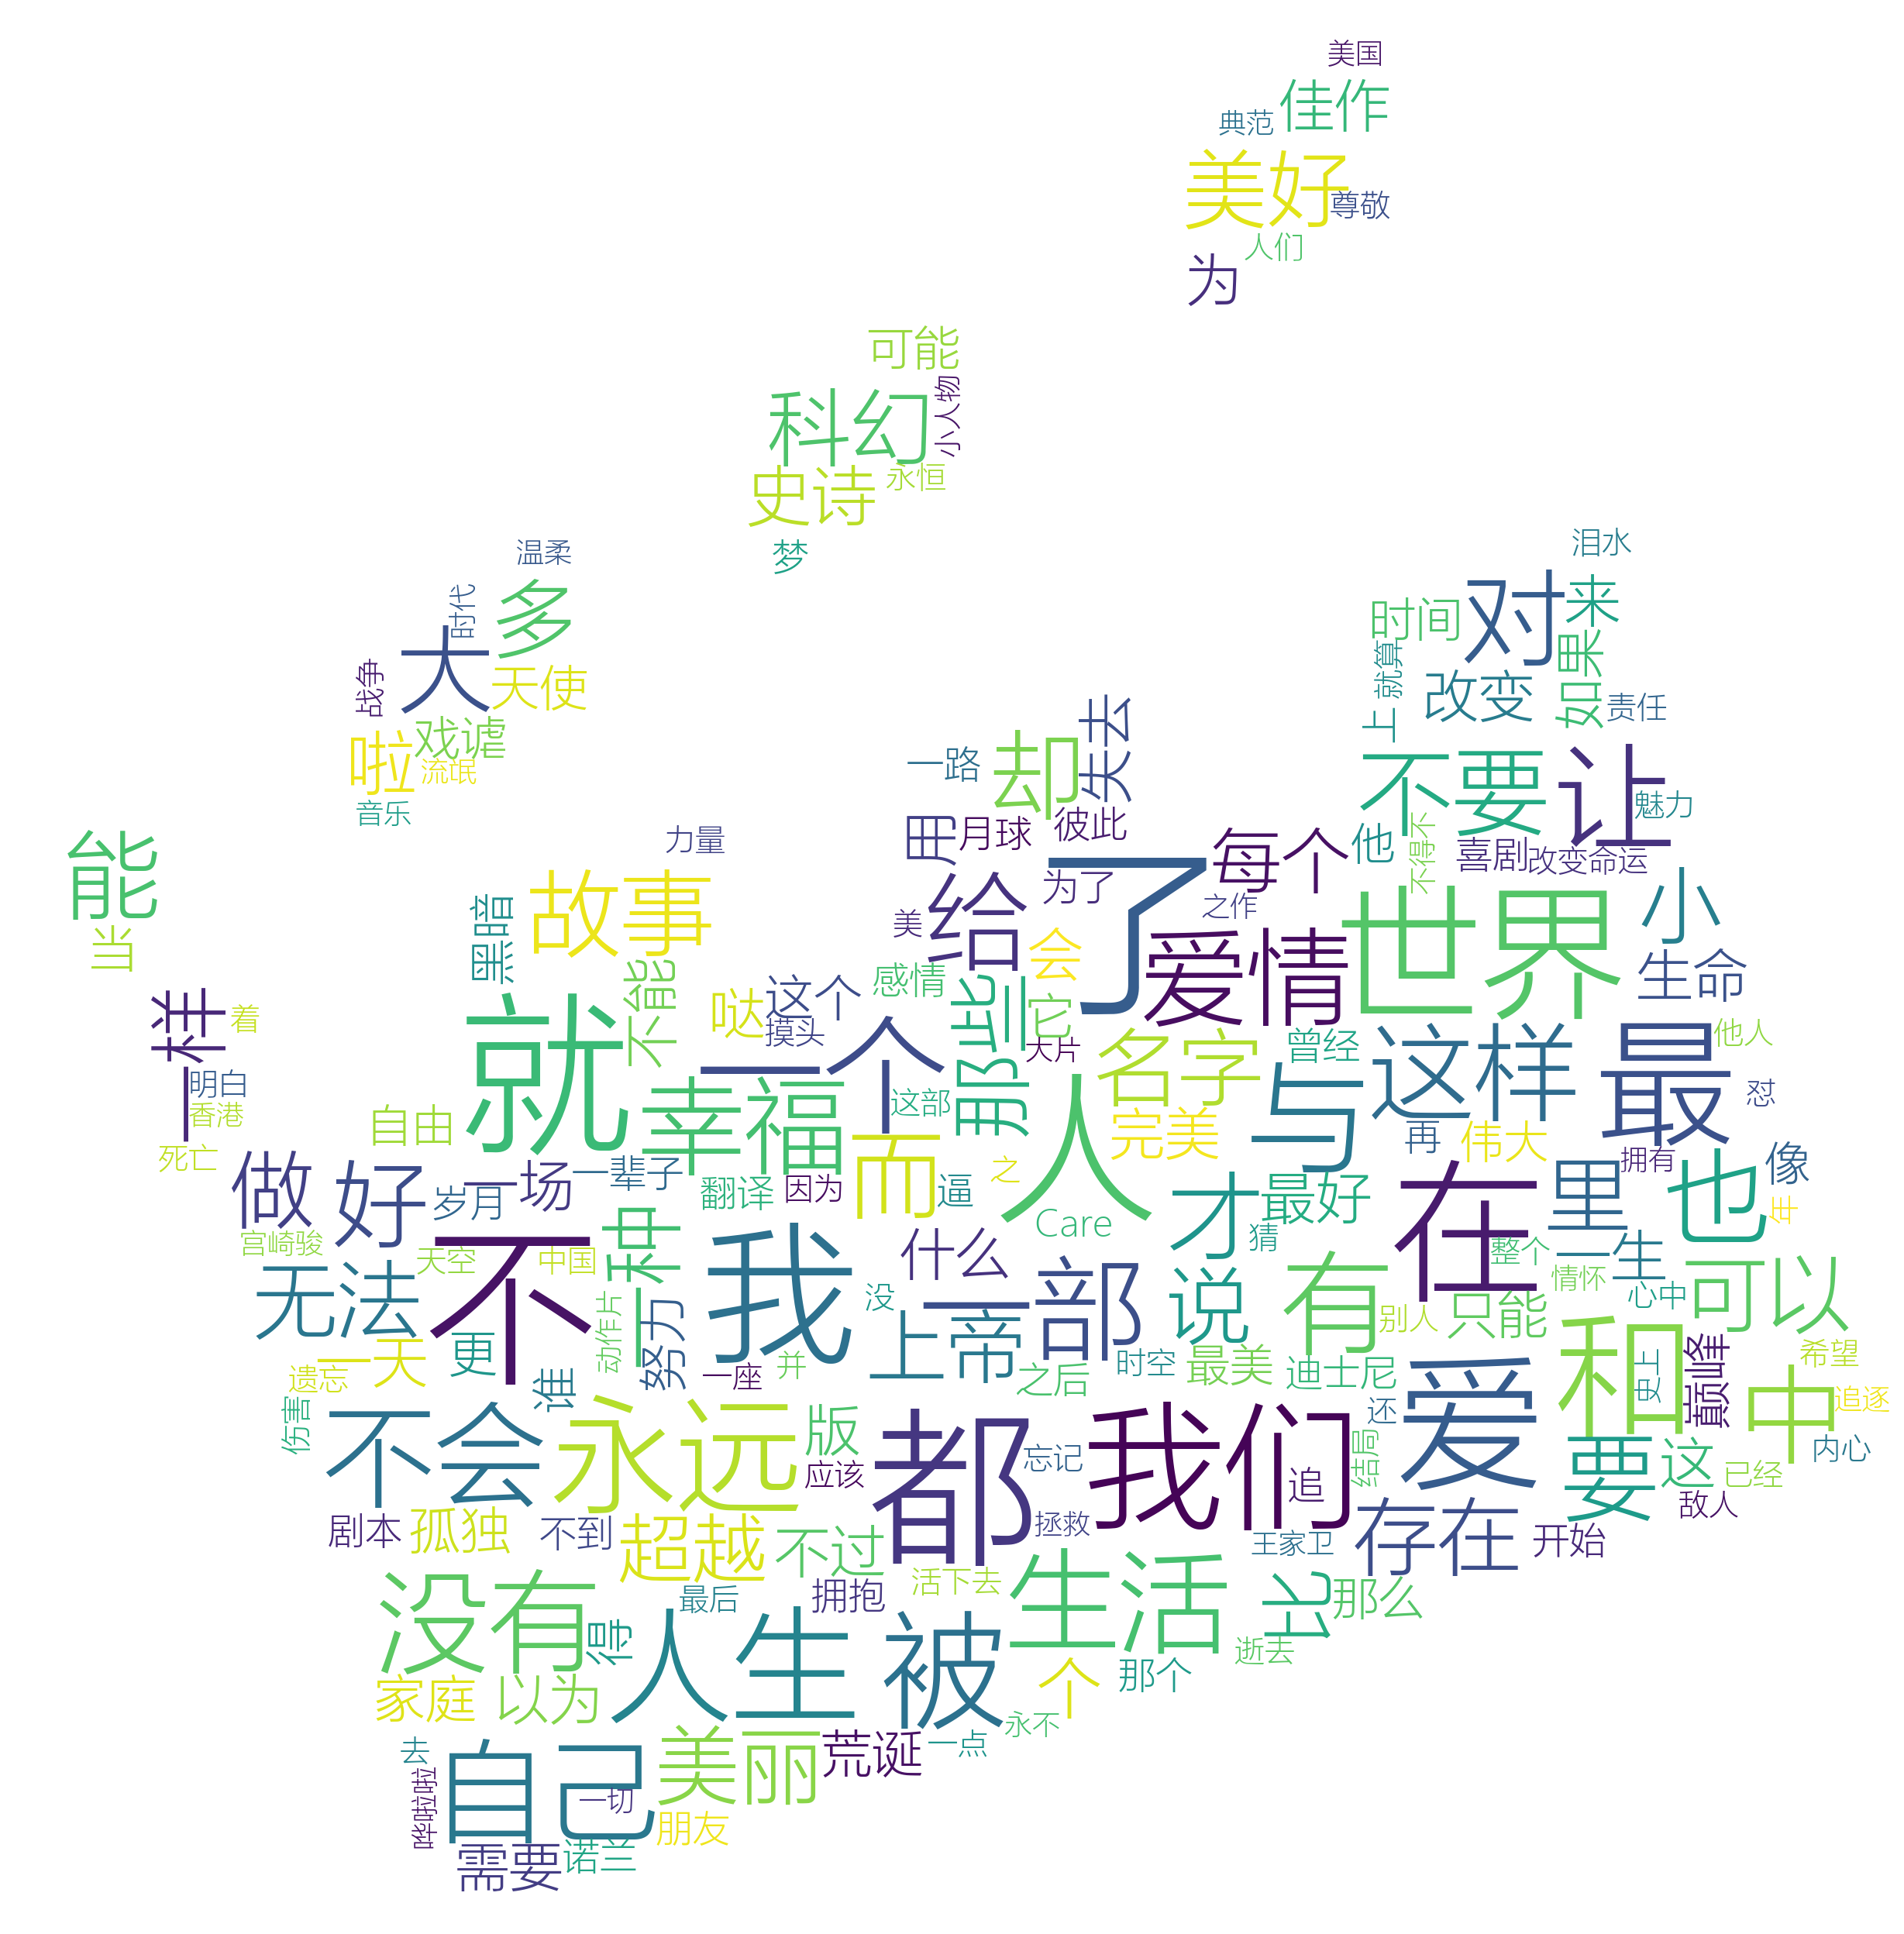 美国
佳作
典范
美好
尊敬
人们
为
可能
科幻
小人物
史诗
永恒
梦
温柔
时代
多
大
天使
战争
戏谑
啦
流氓
音乐
泪水
对
来
时间
就算
如果
改变
责任
上
不要
让
魅力
失去
却
一路
用
月球
彼此
他
不得不
喜剧
改变命运
每个
了
为了
给
美
之作
能
当
力量
故事
黑暗
不能
会
爱情
世界
小
生命
感情
那些
它
一样
着
就
哒
这个
摸头
一个
大片
名字
曾经
这样
最
他人
明白
香港
死亡
自由
幸福
这部
而
人
完美
与
再
伟大
怼
做
好
岁月
一场
一辈子
翻译
因为
逼
之
才
最好
拥有
也
像
年
宫崎骏
天空
中国
一种
我
什么
Care
猜
在
里
整个
一生
情怀
心中
可以
无法
不
动作片
努力
没
上帝
一部
说
有
别人
只能
和
史上
巅峰
希望
遗忘
一天
更
谁
一座
并
之后
时空
最美
迪士尼
爱
还
中
追逐
伤害
不会
永远
版
应该
都
忘记
我们
追
结局
要
这
已经
内心
敌人
剧本
孤独
不到
超越
不过
拯救
王家卫
存在
开始
没有
最后
拥抱
活下去
生活
比
那么
得
人生
被
逝去
家庭
以为
个
那个
永不
去
自己
一切
美丽
荒诞
一点
哗啦啦
朋友
需要
诺兰